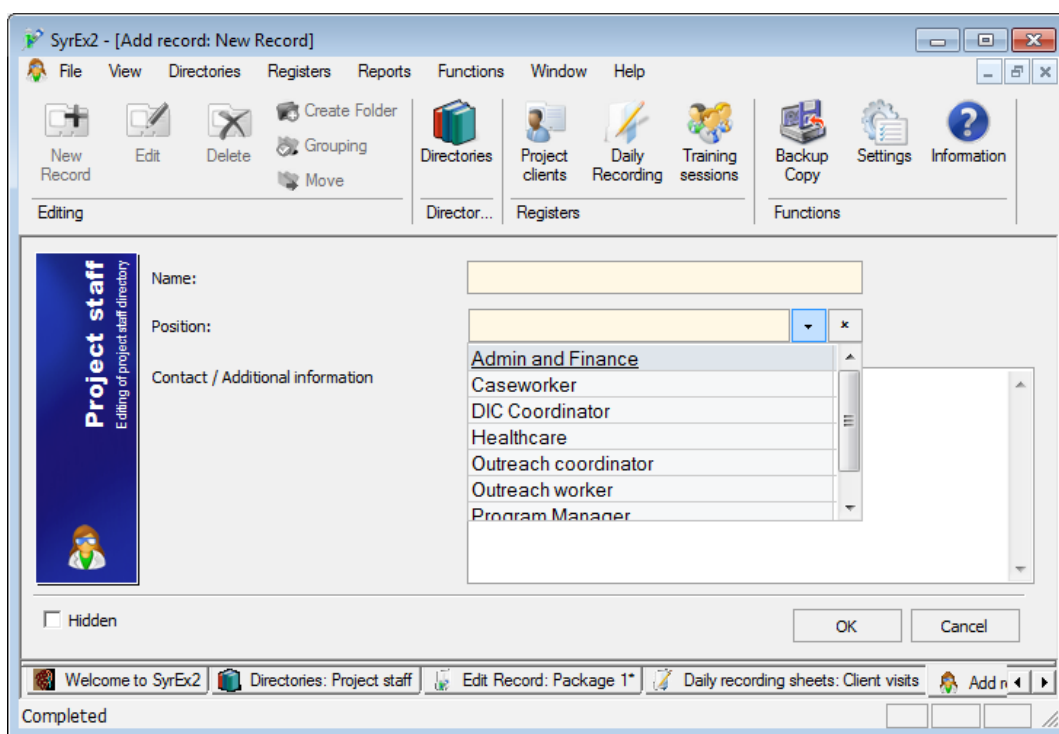 SyrEx2 - [Add record: New Record]
File View Directories Registers Reports Functions Window Help
New Record
Edit
Delete
Create Folder
Grouping
Move
Directories
Project clients
Daily Recording
Training sessions
Backup Copy
Settings
Information
Editing
Director...
Registers
Functions
Project staff
Editing of project staff directory
Name:
Position:
Admin and Finance
Caseworker
DIC Coordinator
Healthcare
Outreach coordinator
Outreach worker
Program Manager
Contact / Additional information
Hidden
OK
Cancel
Welcome to SyrEx2
Directories: Project staff
Edit Record: Package 1*
Daily recording sheets: Client visits
Add
Completed